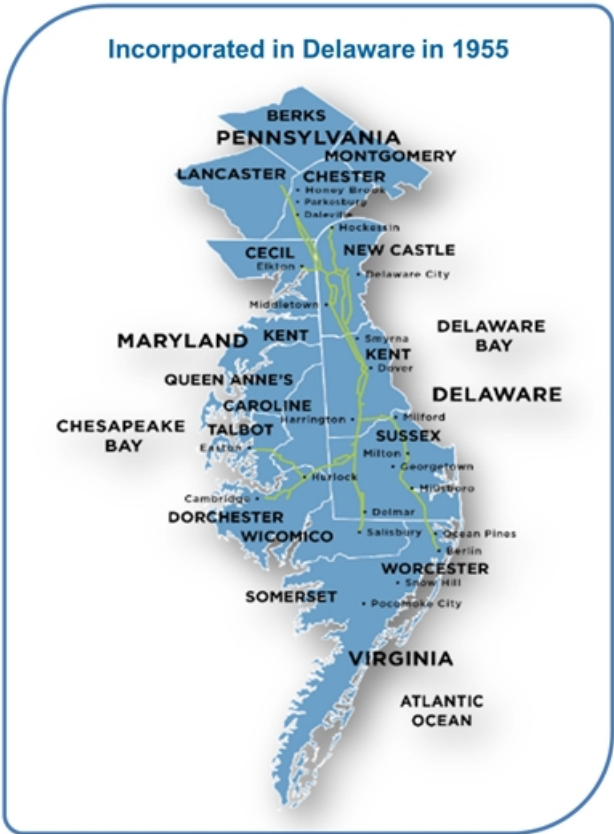 Incorporated in Delaware in 1955
BERKS
PENNSYLVANIA
MONTGOMERY
LANCASTER
CHESTER
Honey Brook
Parkesburg
Daleville
Hockessin
CECIL
NEW CASTLE
Elkton
Delaware City
Middletown
MARYLAND
KENT
Smyrna
DELAWARE
BAY
KENT
Dover
QUEEN ANNE'S
DELAWARE
CAROLINE
CHESAPEAKE
BAY
TALBOT
Harrington
Milford
SUSSEX
Easton
Milton
Georgetown
Hurlock
Millsboro
Cambridge
DORCHESTER
Delmar
WICOMICO
Salisbury
Ocean Pines
Berlin
WORCESTER
Snow Hill
SOMERSET
Pocomoke City
VIRGINIA
ATLANTIC
OCEAN